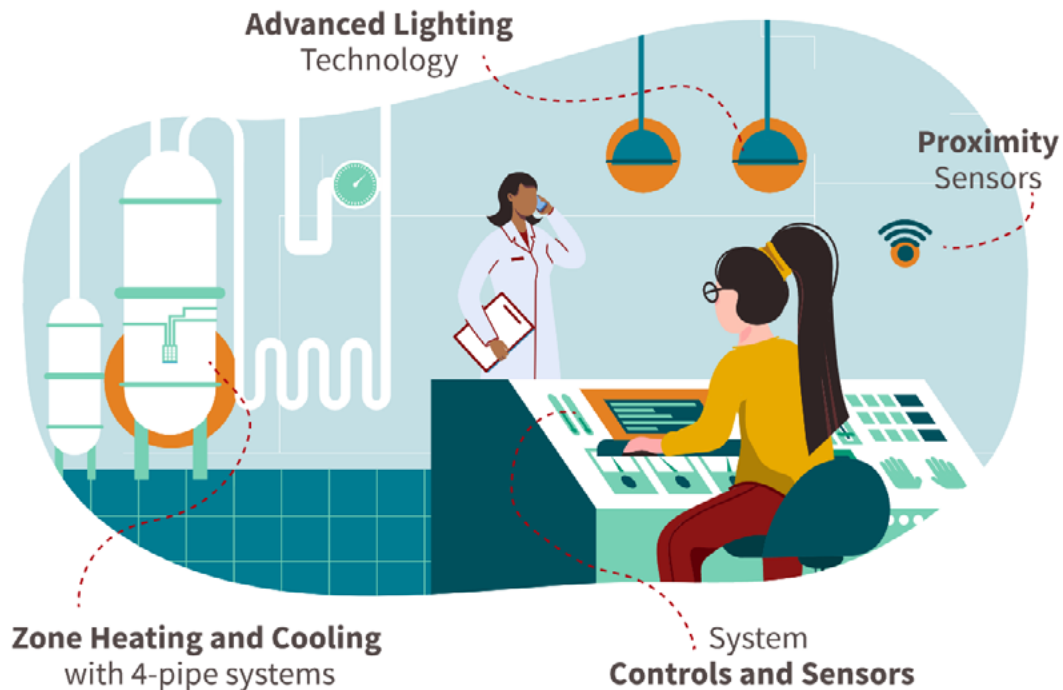 Advanced Lighting
Technology
Proximity
Sensors
Zone Heating and Cooling
with 4-pipe systems
System
Controls and Sensors